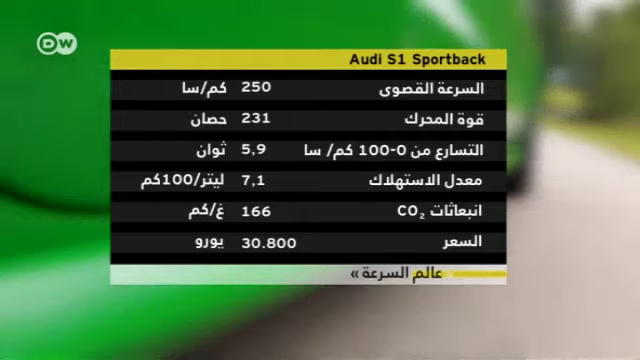 DW
Audi S1 Sportback
السرعة القصوى 250 كم/سا
قوة المحرك 231 حصان
التسارع من 0-100 كم/ سا 5,9 ثوان
معدل الاستهلاك 7,1 ليتر/100كم
انبعاثات CO₂ 166 غ/كم
السعر 30.800 يورو
عالم السرعة »